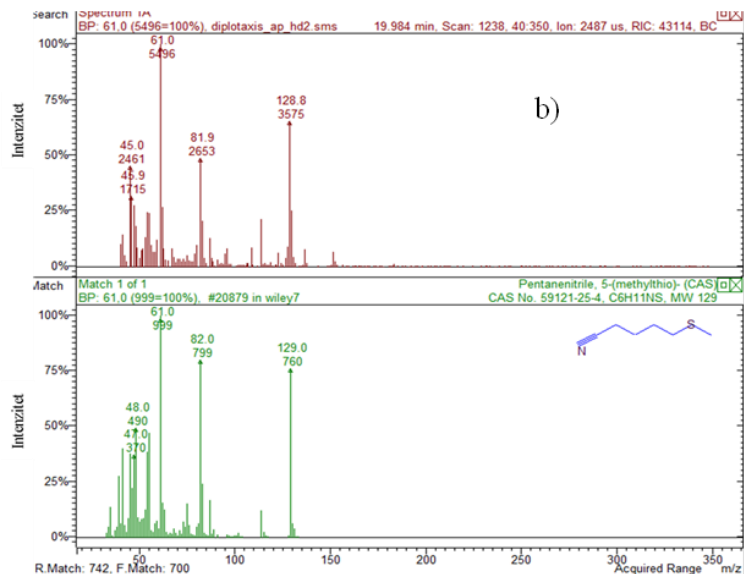 Search Spectrum 1A
BP: 61,0 (5496=100%), diplotaxis_ap_hd2.sms 19.984 min, Scan: 1238, 40:350, Ion: 2487 us, RIC: 43114, BC
100%
75%
50%
25%
0%
Intenzitet
61.0
5496
128.8
3575
b)
45.0
2461
81.9
2653
1715
Match Match 1 of 1 Pentanenitrile, 5-(methylthio)- (CAS)
BP: 61,0 (999=100%), #20879 in wiley7 CAS No. 59121-25-4, C6H11NS, MW 129
100%
75%
50%
25%
0%
Intenzitet
61.0
999
82.0
799
129.0
760
48.0
490
47.0
370
N
S
50 100 150 200 250 300 350
R.Match: 742, F.Match: 700 Acquired Range m/z